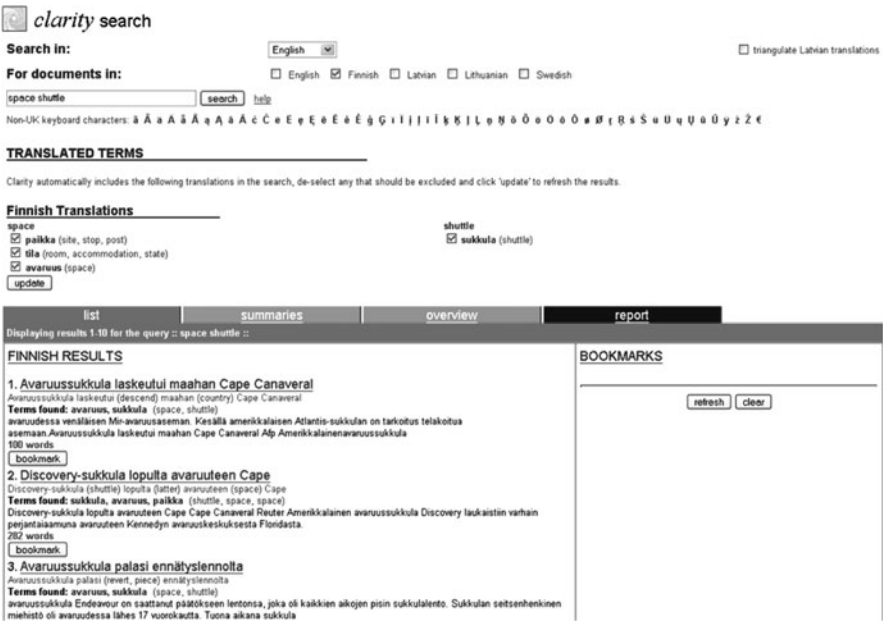 clarity search
Search in: English triangulate Latvian translations
For documents in: English Finnish Latvian Lithuanian Swedish
space shuttle search help
Non-UK keyboard characters:
TRANSLATED TERMS
Clarity automatically includes the following translations in the search, de-select any that should be excluded and click 'update' to refresh the results.
Finnish Translations
space shuttle
paikka (site, stop, post) sukkula (shuttle)
tila (room, accommodation, state)
avaruus (space)
update
list summaries overview report
Displaying results 1-10 for the query :: space shuttle ::
FINNISH RESULTS
BOOKMARKS
refresh clear
1. Avaruussukkula laskeutui maahan Cape Canaveral
Avaruussukkula laskeutui (descend) maahan (country) Cape Canaveral
Terms found: avaruus, sukkula (space, shuttle)
avaruudessa venäläisen Mir-avaruusaseman. Kesällä amerikkalaisen Atlantis-sukkulan on tarkoitus telakoitua
asemaan.Avaruussukkula laskeutui maahan Cape Canaveral Afp Amerikkalainenavaruussukkula
100 words
bookmark
2. Discovery-sukkula lopulta avaruuteen Cape
Discovery-sukkula (shuttle) lopulta (latter) avaruuteen (space) Cape
Terms found: sukkula, avaruus, paikka (shuttle, space, space)
Discovery-sukkula lopulta avaruuteen Cape Cape Canaveral Reuter Amerikkalainen avaruussukkula Discovery laukaistiin varhain
perjantaiaamuna avaruuteen Kennedyn avaruuskeskuksesta Floridasta.
282 words
bookmark
3. Avaruussukkula palasi ennätyslennolta
Avaruussukkula palasi (revert, piece) ennätyslennolta
Terms found: avaruus, sukkula (space, shuttle)
avaruussukkula Endeavour on saattanut päätökseen lentonsa, joka oli kaikkien aikojen pisin sukkulalento. Sukkulan seitsenhenkinen
miehistö oli avaruudessa lähes 17 vuorokautta. Tuona aikana sukkula